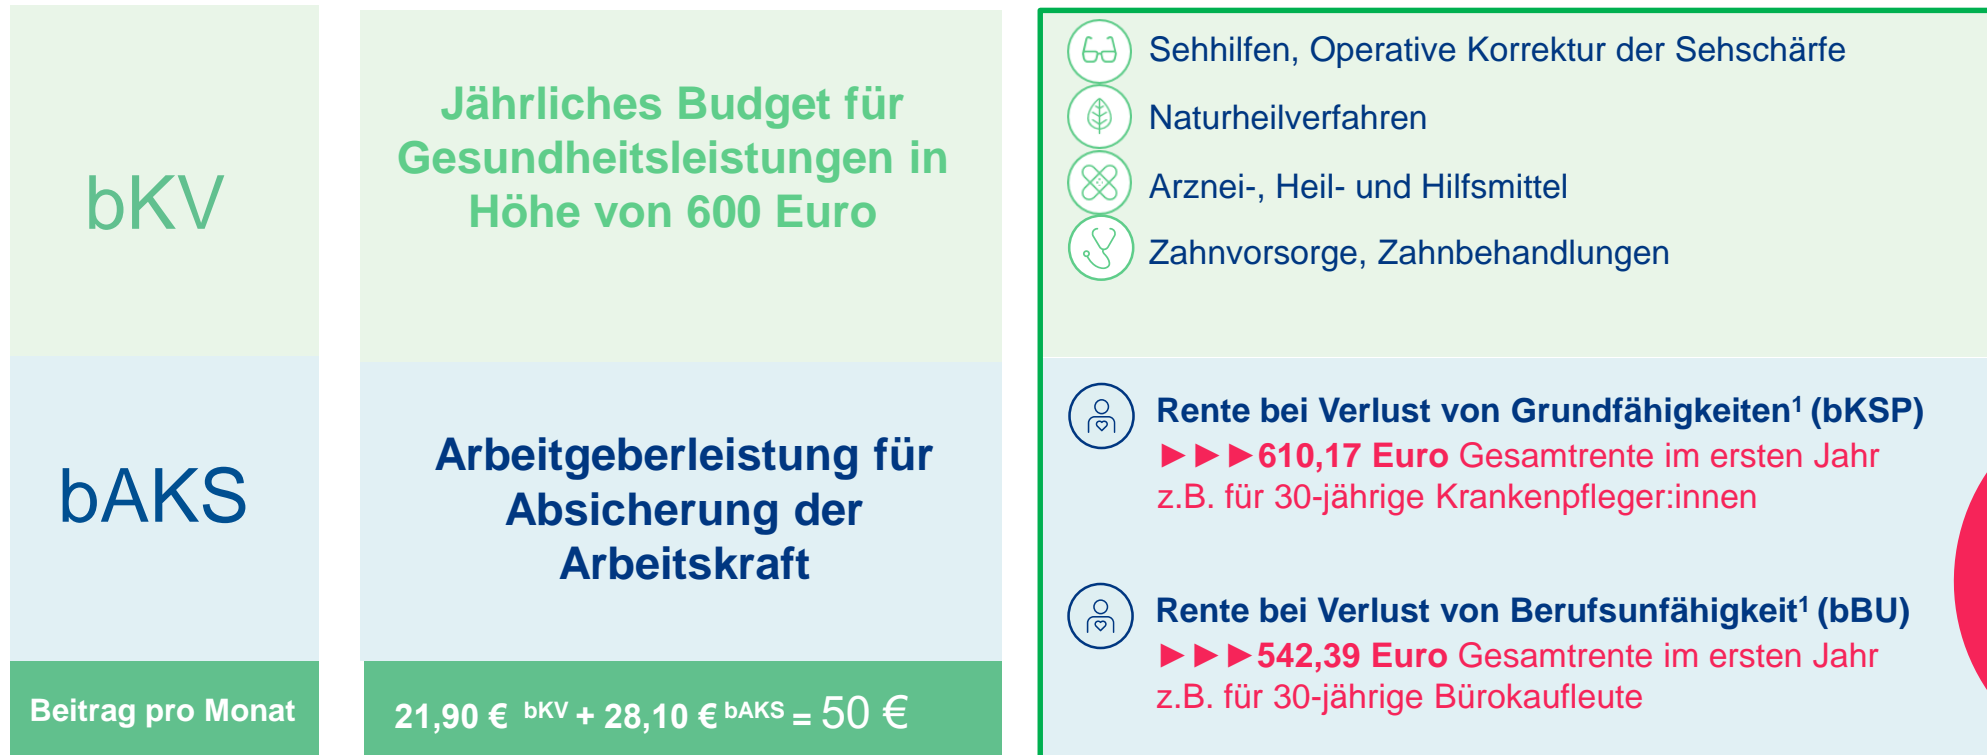 bKV
Jährliches Budget für
Gesundheitsleistungen in
Höhe von 600 Euro
Sehhilfen, Operative Korrektur der Sehschärfe
Naturheilverfahren
Arznei-, Heil- und Hilfsmittel
Zahnvorsorge, Zahnbehandlungen
bAKS
Arbeitgeberleistung für
Absicherung der
Arbeitskraft
Rente bei Verlust von Grundfähigkeiten¹ (bKSP)
►►►610,17 Euro Gesamtrente im ersten Jahr
z.B. für 30-jährige Krankenpfleger:innen
Rente bei Verlust von Berufsunfähigkeit¹ (bBU)
►►►542,39 Euro Gesamtrente im ersten Jahr
z.B. für 30-jährige Bürokaufleute
Beitrag pro Monat
21,90 € bKV + 28,10 € bAKS = 50 €